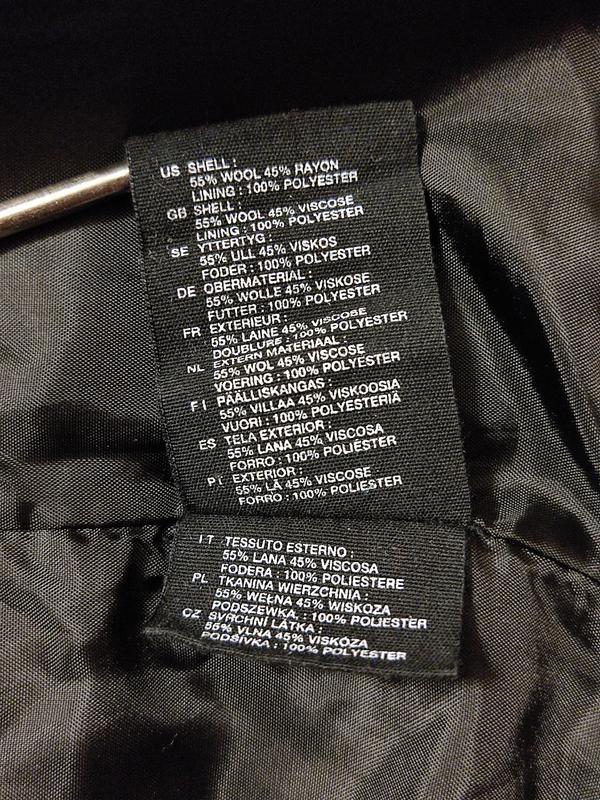 US SHELL :
55% WOOL 45% RAYON
LINING : 100% POLYESTER
GB SHELL :
55% WOOL 45% VISCOSE
LINING : 100% POLYESTER
SE YTTERTYG :
55% ULL 45% VISKOS
FODER : 100% POLYESTER
DE OBERMATERIAL :
55% WOLLE 45% VISKOSE
FUTTER : 100% POLYESTER
FR EXTERIEUR :
55% LAINE 45% VISCOSE
DOUBLURE : 100% POLYESTER
NL EXTERN MATERIAAL :
55% WOL 45% VISCOSE
VOERING : 100% POLYESTER
FI PÄÄLLISKANGAS :
55% VILLAA 45% VISKOOSIA
VUORI : 100% POLYESTERIÄ
ES TELA EXTERIOR :
55% LANA 45% VISCOSA
FORRO : 100% POLIÉSTER
PT EXTERIOR :
55% LÃ 45% VISCOSE
FORRO : 100% POLIESTER
IT TESSUTO ESTERNO :
55% LANA 45% VISCOSA
FODERA : 100% POLIESTERE
PL TKANINA WIERZCHNIA :
55% WEŁNA 45% WISKOZA
PODSZEWKA. : 100% POLIESTER
CZ SVRCHNÍ LÁTKA :
55% VLNA 45% VISKÓZA
PODŠÍVKA : 100% POLYESTER